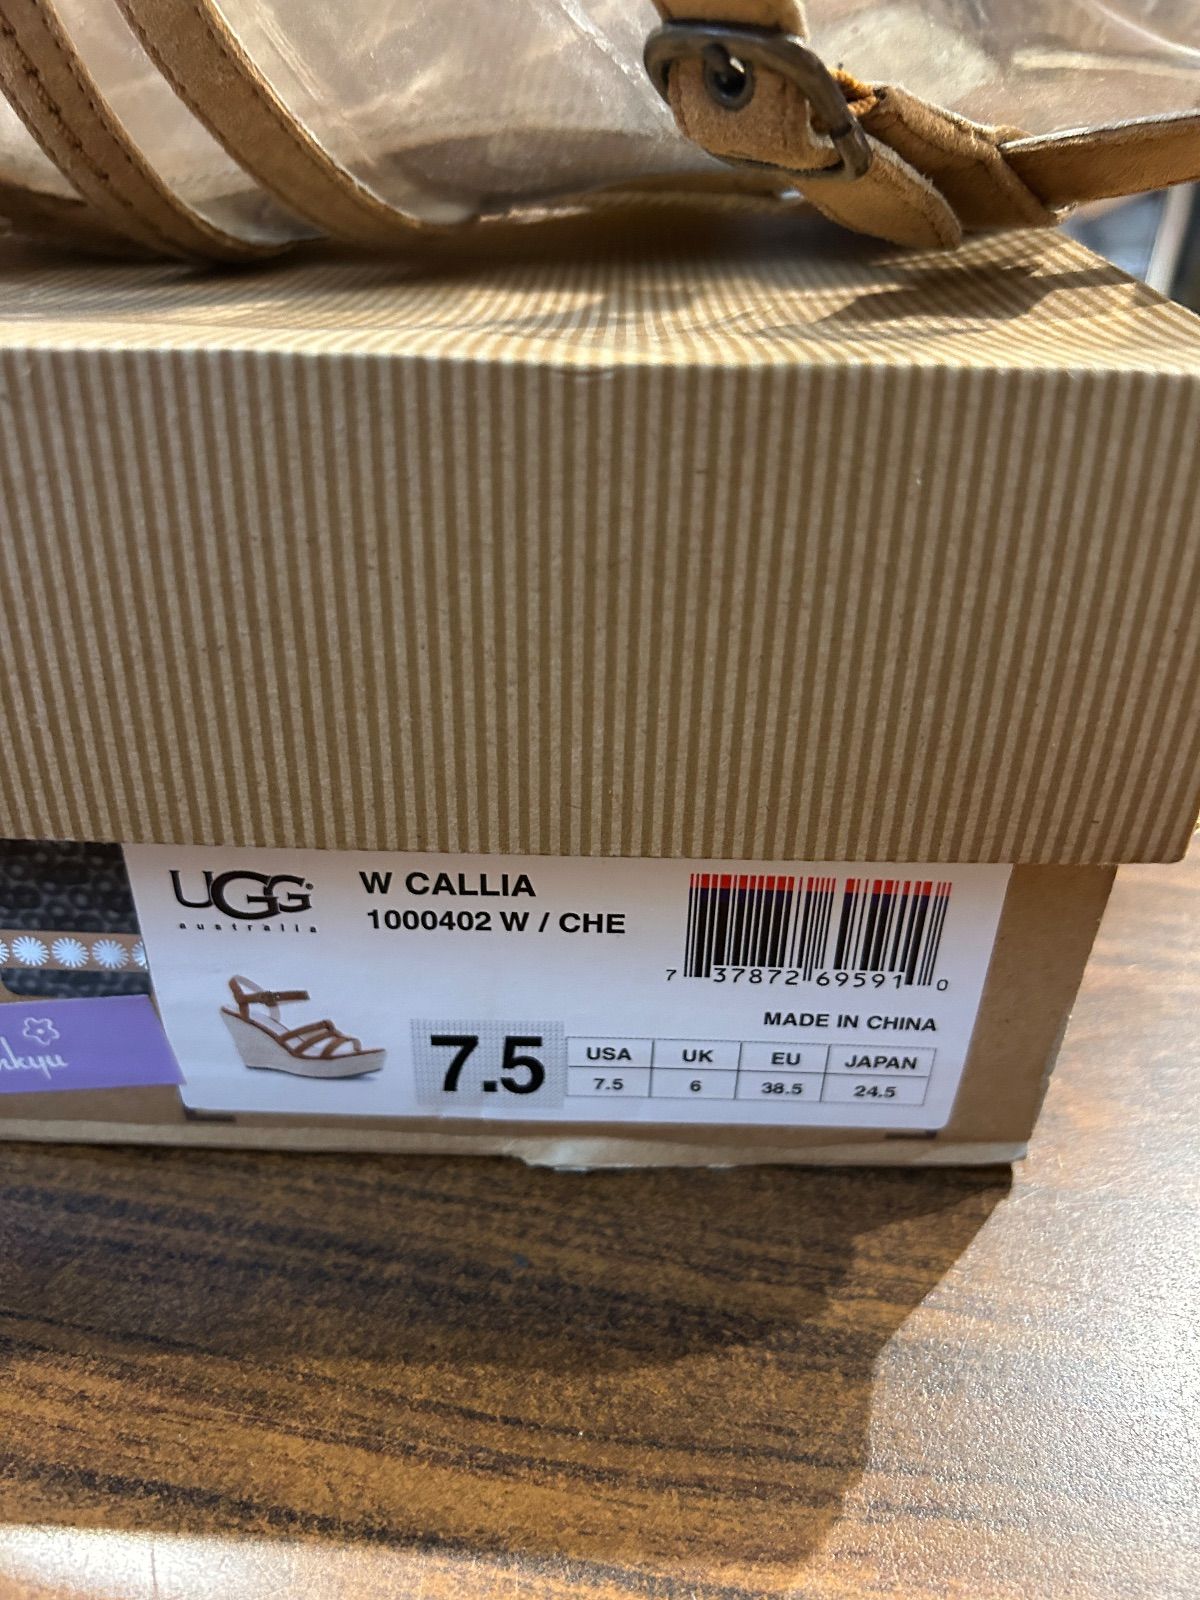 UGG®
australia
W CALLIA
1000402 W / CHE
7 37872 69591 0
MADE IN CHINA
7.5
USA UK EU JAPAN
7.5 6 38.5 24.5